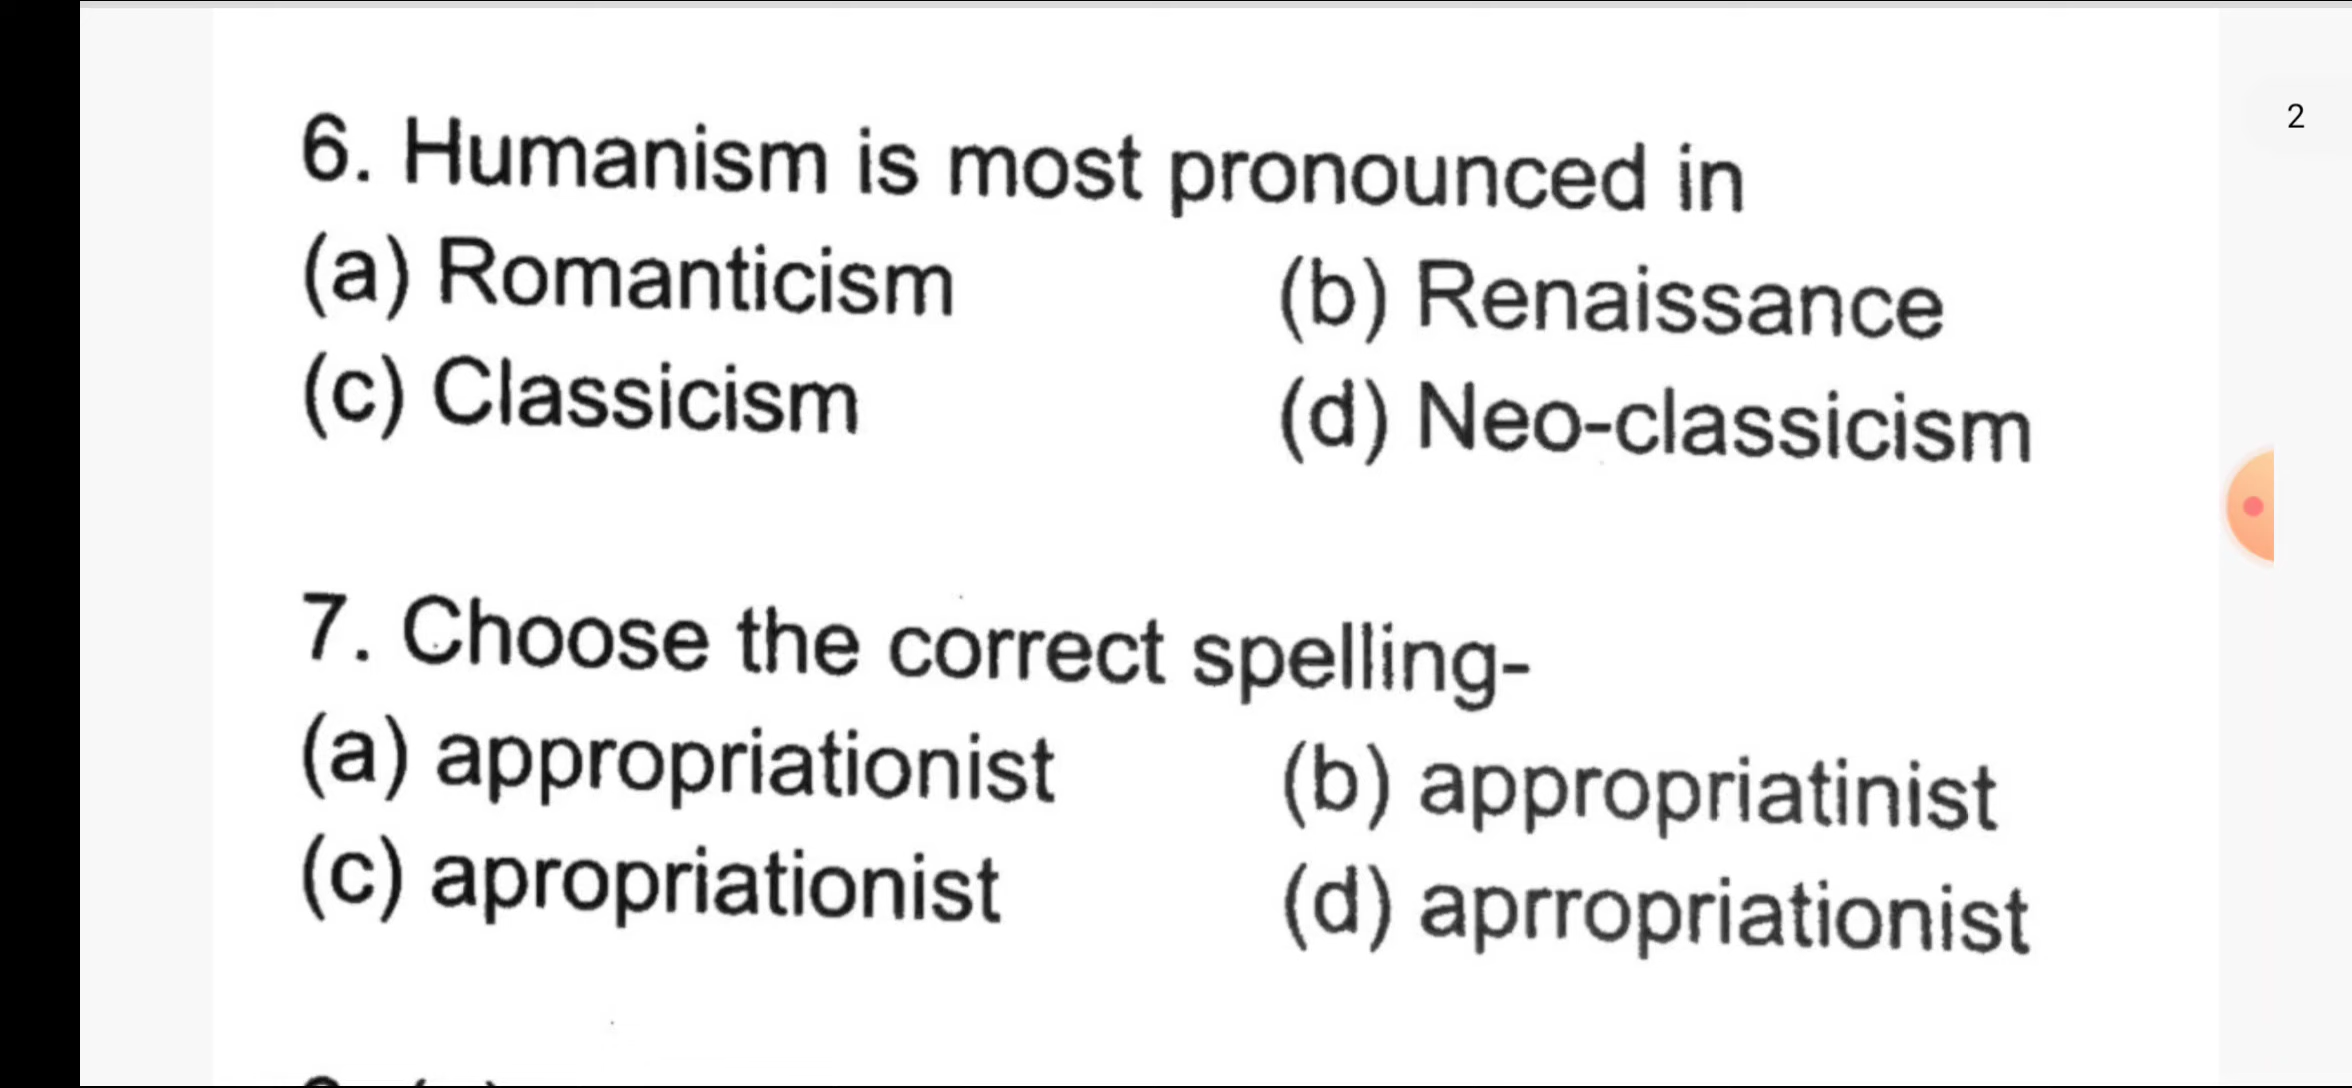 2
6. Humanism is most pronounced in
(a) Romanticism (b) Renaissance
(c) Classicism (d) Neo-classicism
7. Choose the correct spelling-
(a) appropriationist (b) appropriatinist
(c) apropriationist (d) aprropriationist